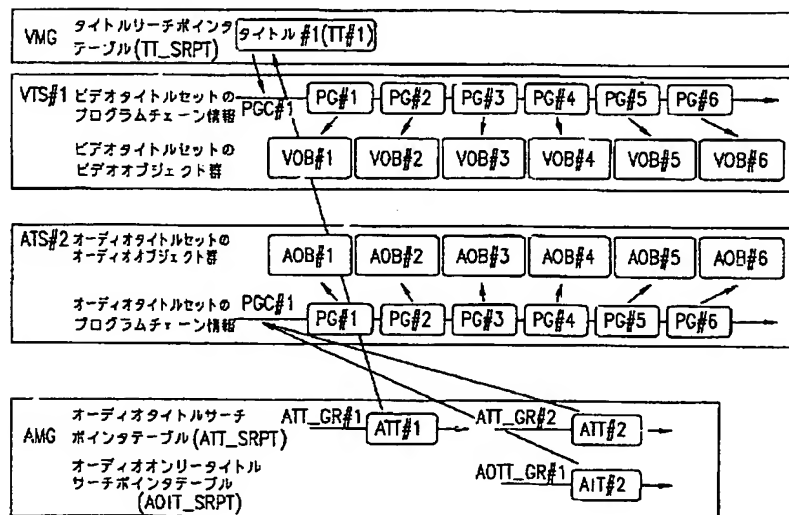 VMG タイトルサーチポインタ
テーブル(TT_SRPT)
タイトル#1(TT#1)
VTS#1 ビデオタイトルセットの
プログラムチェーン情報
PGC#1
PG#1 PG#2 PG#3 PG#4 PG#5 PG#6
ビデオタイトルセットの
ビデオオブジェクト群
VOB#1 VOB#2 VOB#3 VOB#4 VOB#5 VOB#6
ATS#2 オーディオタイトルセットの
オーディオオブジェクト群
AOB#1 AOB#2 AOB#3 AOB#4 AOB#5 AOB#6
オーディオタイトルセットの
プログラムチェーン情報
PGC#1
PG#1 PG#2 PG#3 PG#4 PG#5 PG#6
AMG オーディオタイトルサーチ
ポインタテーブル(ATT_SRPT)
ATT_GR#1 ATT#1 ATT_GR#2 ATT#2
オーディオオンリータイトル
サーチポインタテーブル
(AOIT_SRPT)
AOTT_GR#1 AIT#2